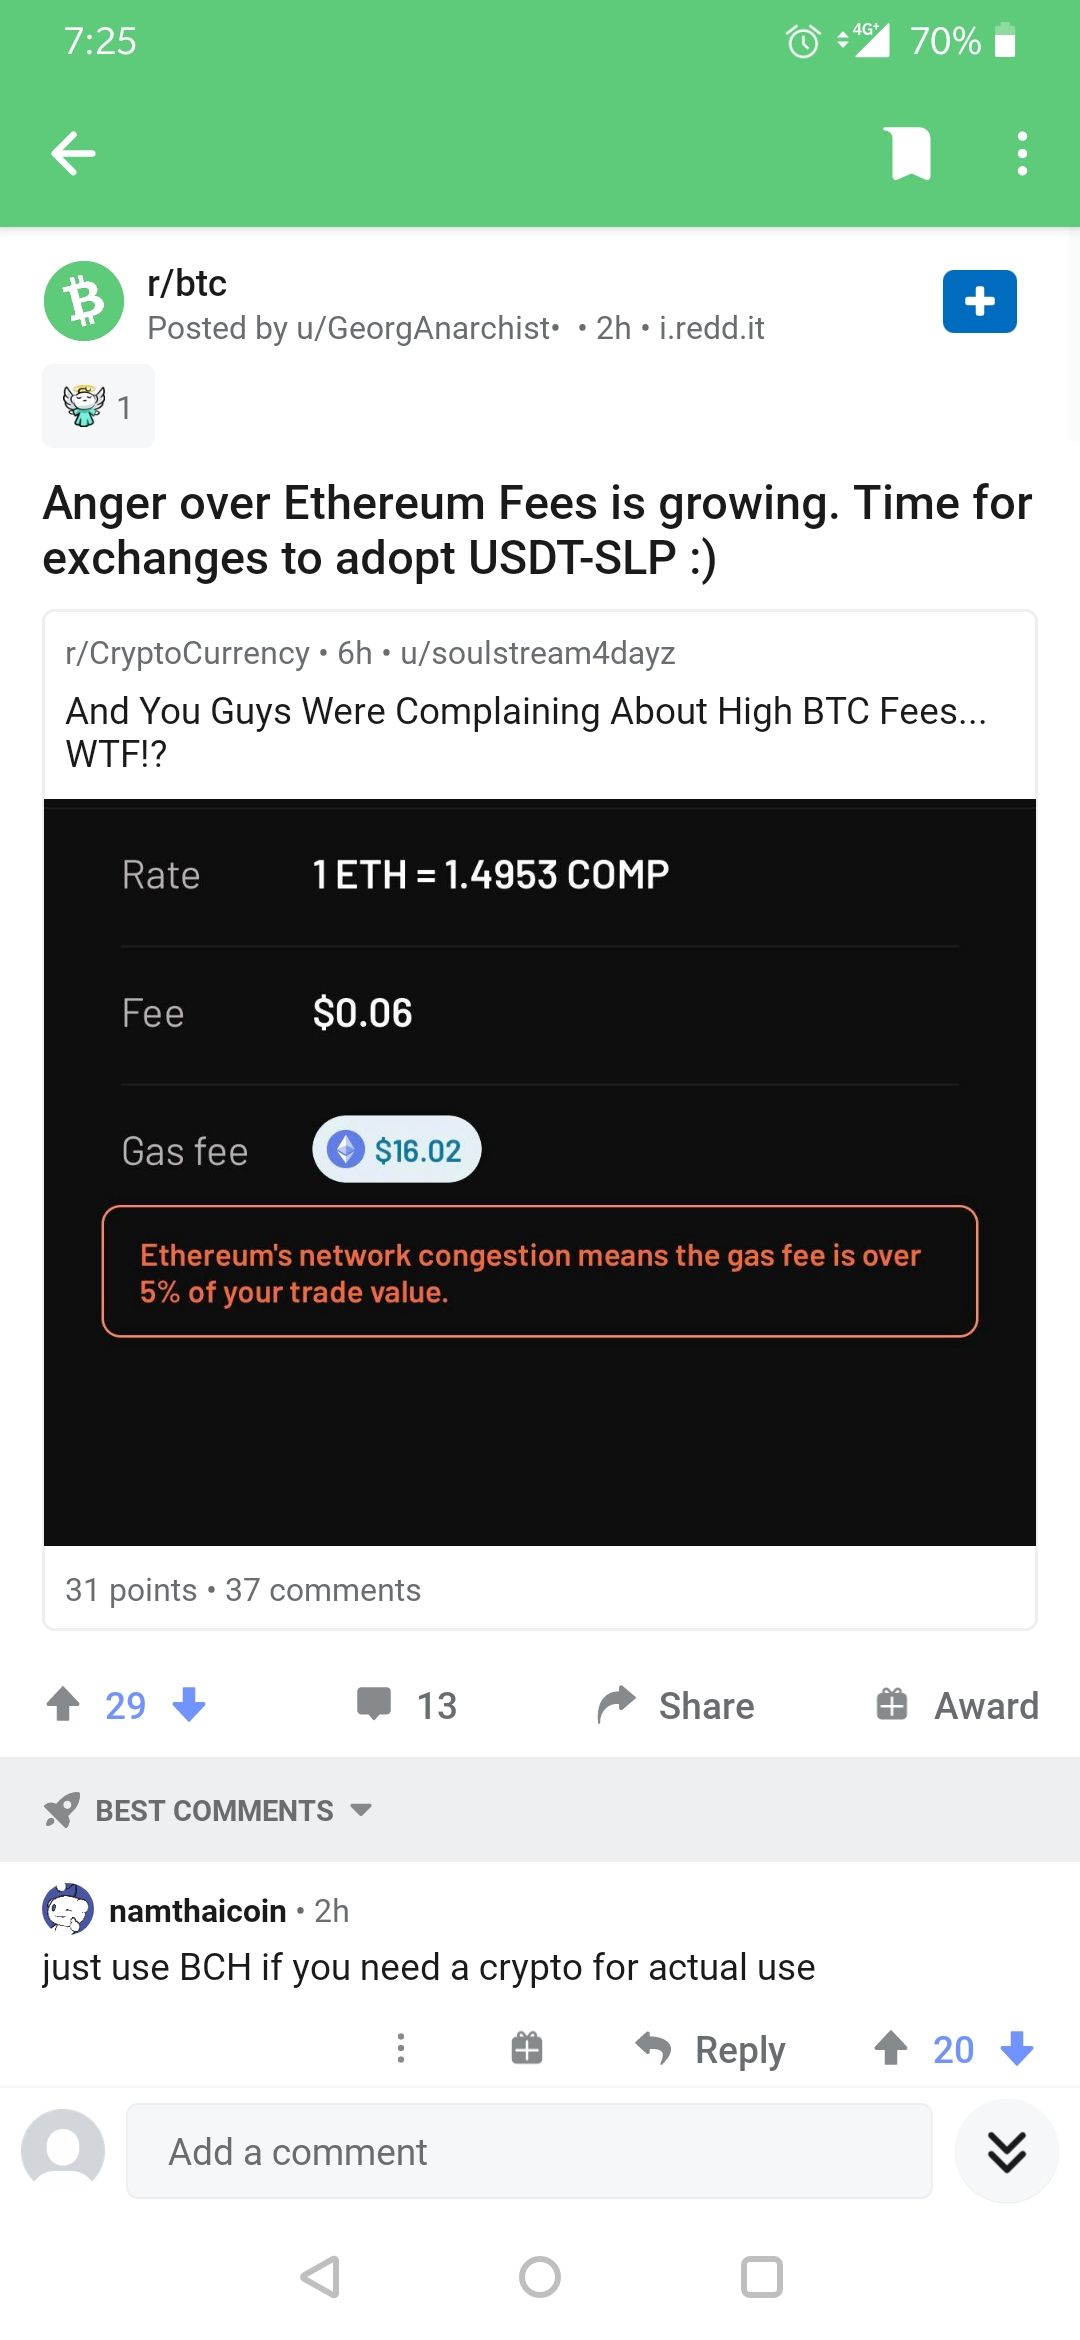 7:25
4G+ 70%
r/btc
Posted by u/GeorgAnarchist• • 2h • i.redd.it
1
Anger over Ethereum Fees is growing. Time for
exchanges to adopt USDT-SLP :)
r/CryptoCurrency • 6h • u/soulstream4dayz
And You Guys Were Complaining About High BTC Fees...
WTF!?
Rate 1 ETH = 1.4953 COMP
Fee $0.06
Gas fee $16.02
Ethereum's network congestion means the gas fee is over
5% of your trade value.
31 points • 37 comments
29 13 Share Award
BEST COMMENTS
namthaicoin • 2h
just use BCH if you need a crypto for actual use
Reply 20
Add a comment